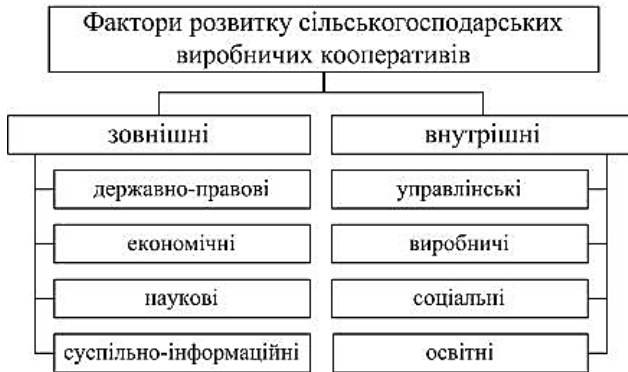 Фактори розвитку сільськогосподарських
виробничих кооперативів
зовнішні
державно-правові
економічні
наукові
суспільно-інформаційні
внутрішні
управлінські
виробничі
соціальні
освітні